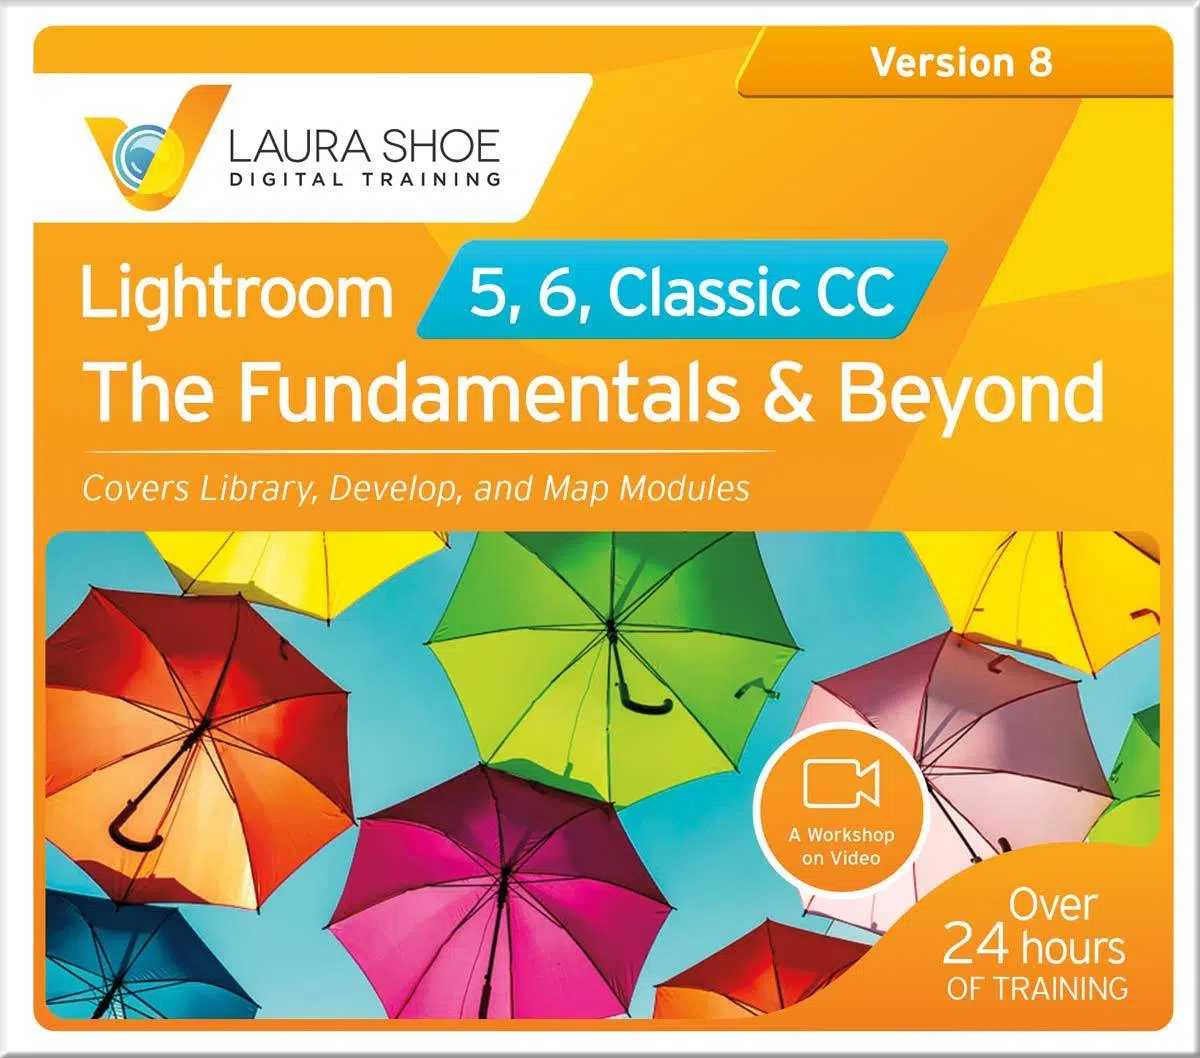 Version 8
LAURA SHOE
DIGITAL TRAINING
Lightroom 5, 6, Classic CC
The Fundamentals & Beyond
Covers Library, Develop, and Map Modules
A Workshop
on Video
Over
24 hours
OF TRAINING